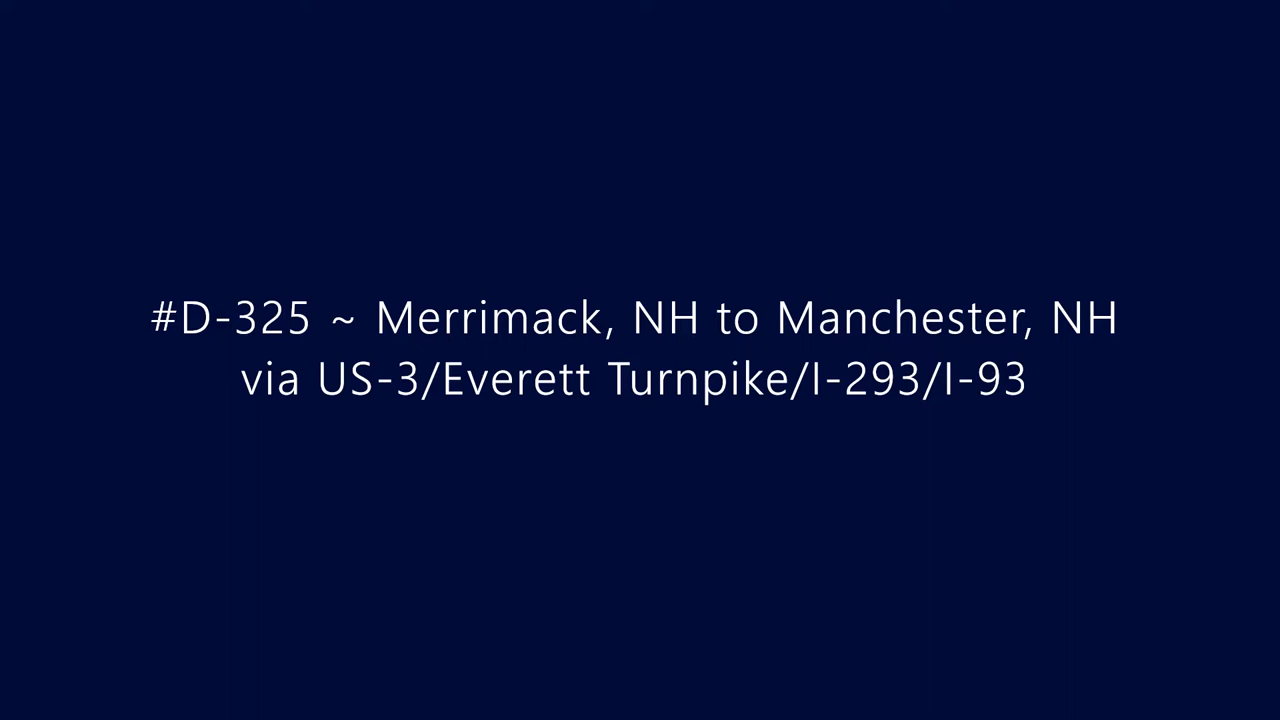 #D-325 ~ Merrimack, NH to Manchester, NH
via US-3/Everett Turnpike/I-293/I-93